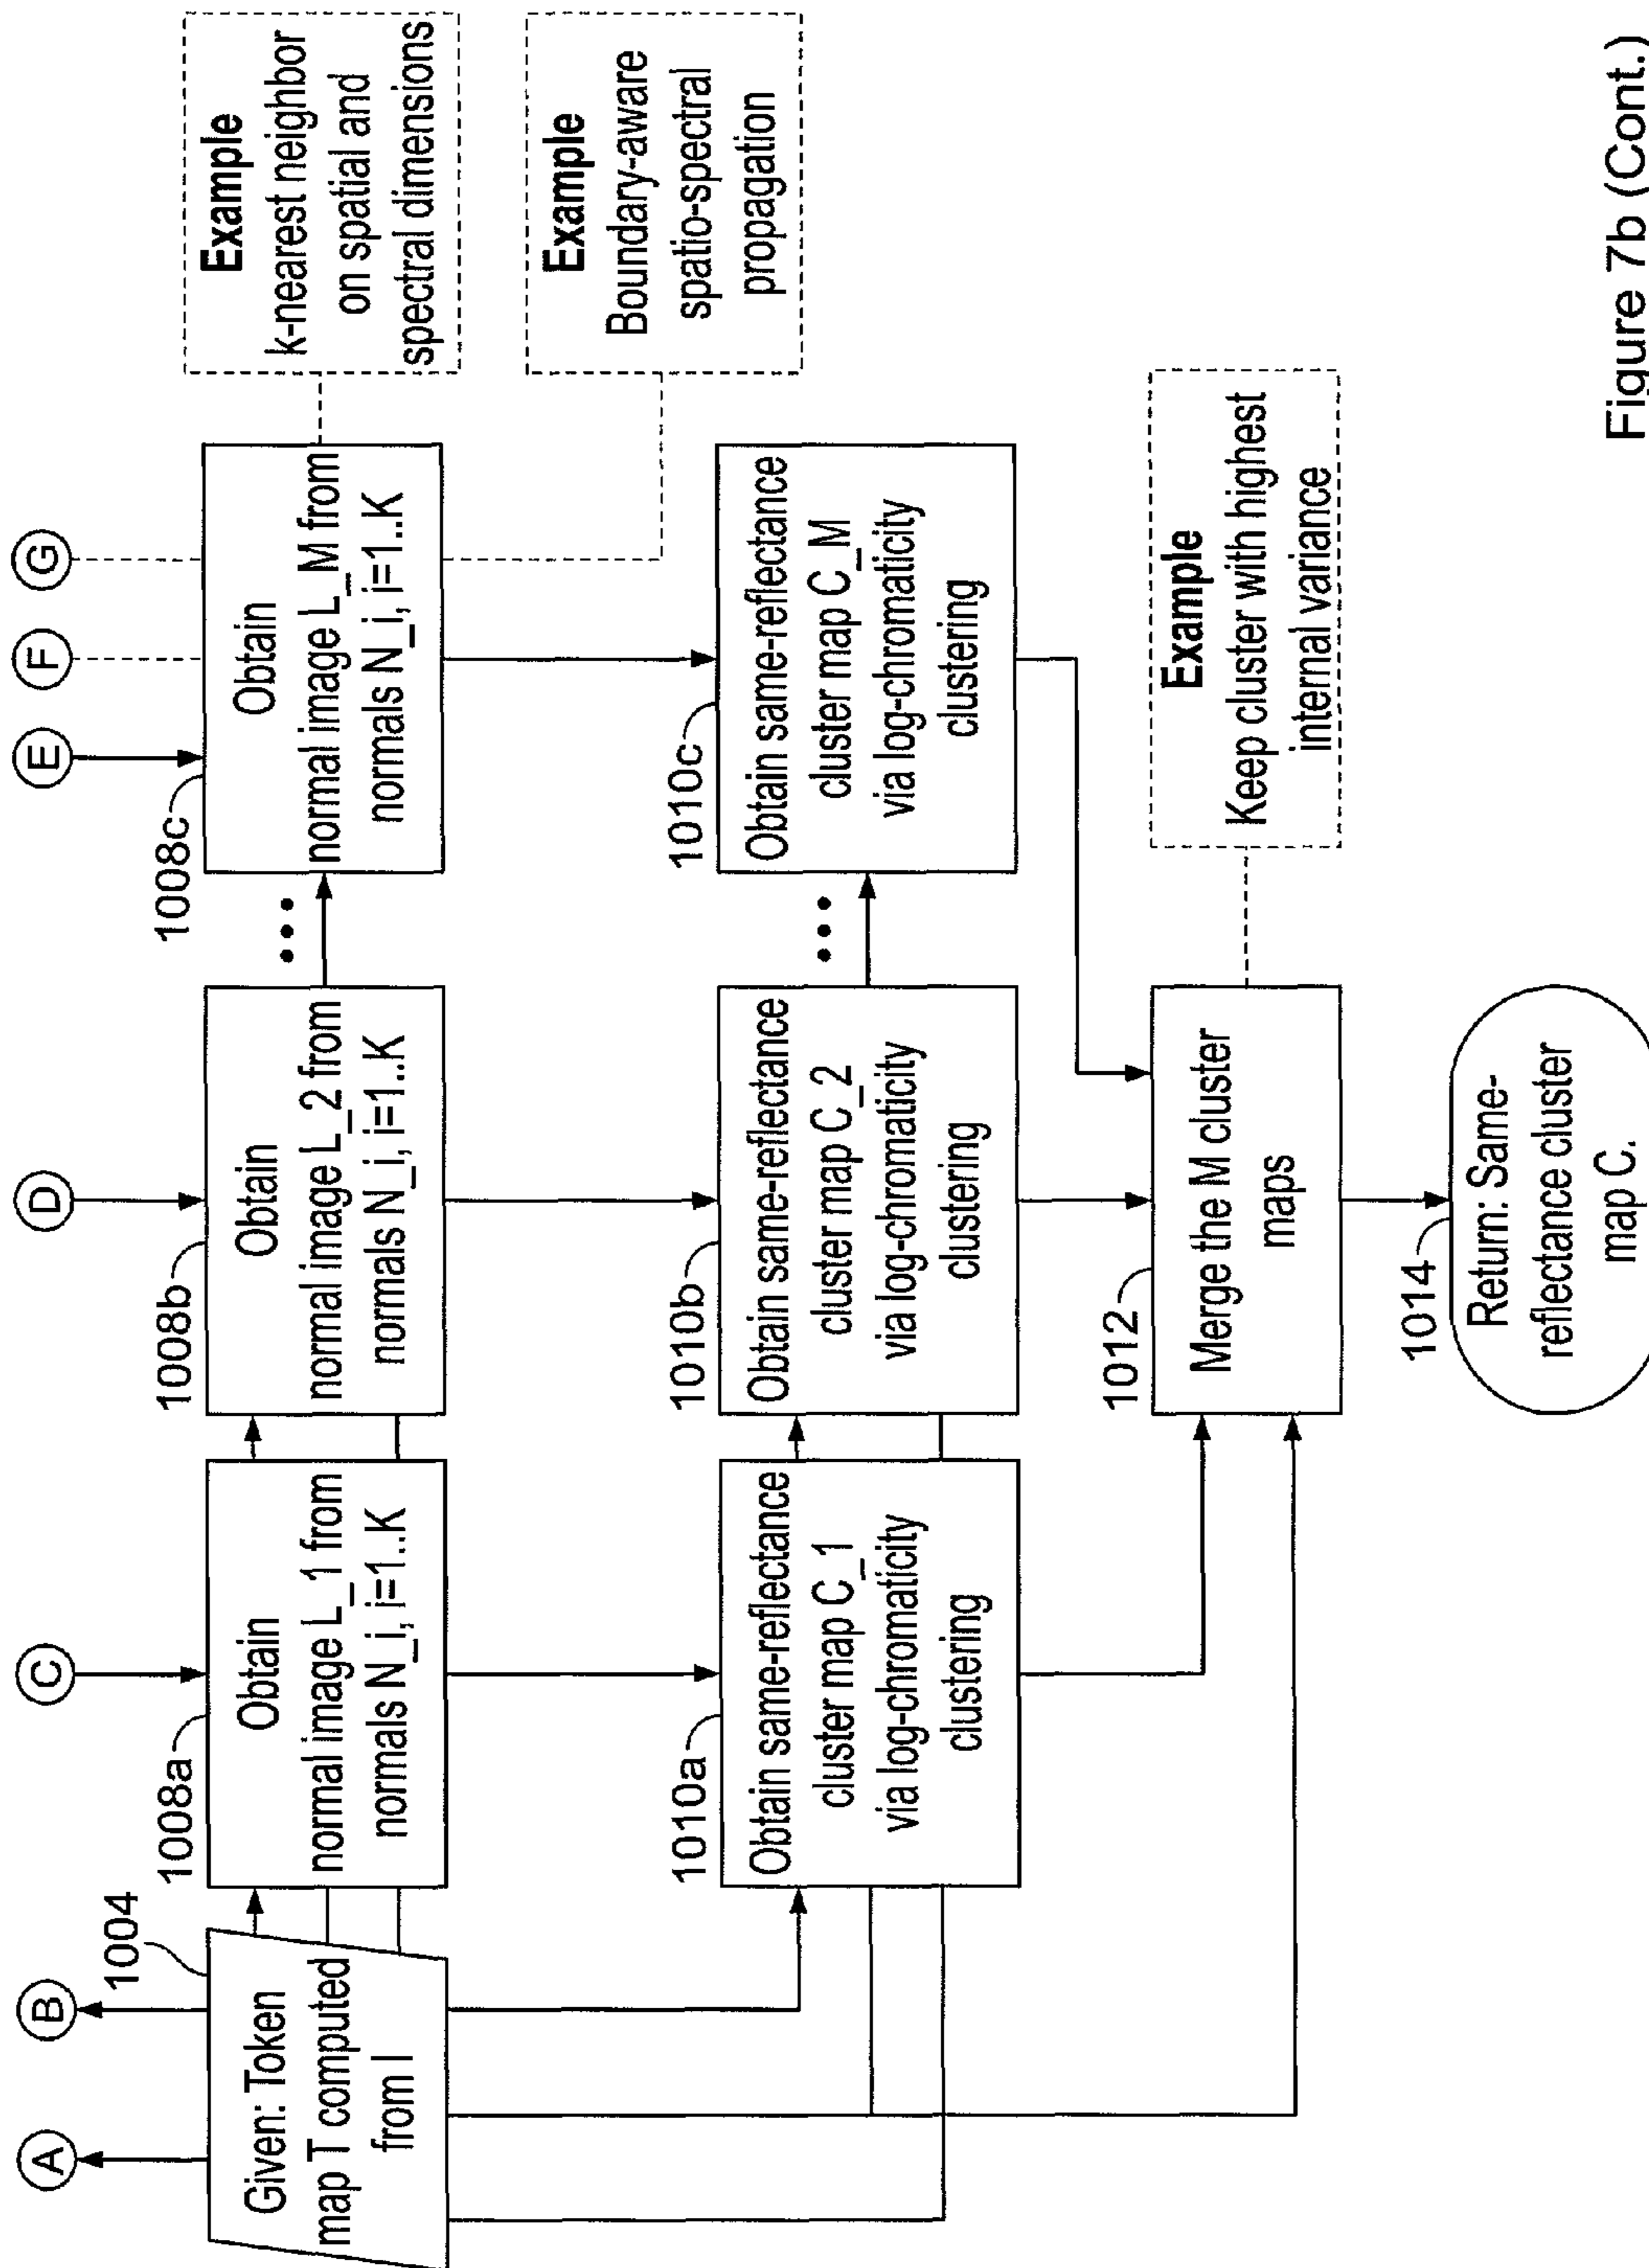 A
B
C
D
E
F
G
1004
Given: Token
map T computed
from I
1008a
Obtain
normal image L_1 from
normals N_i, i=1..K
1008b
Obtain
normal image L_2 from
normals N_i, i=1..K
•••
1008c
Obtain
normal image L_M from
normals N_i, i=1..K
Example
k-nearest neighbor
on spatial and
spectral dimensions
Example
Boundary-aware
spatio-spectral
propagation
1010a
Obtain same-reflectance
cluster map C_1
via log-chromaticity
clustering
1010b
Obtain same-reflectance
cluster map C_2
via log-chromaticity
clustering
•••
1010c
Obtain same-reflectance
cluster map C_M
via log-chromaticity
clustering
1012
Merge the M cluster
maps
Example
Keep cluster with highest
internal variance
1014
Return: Same-
reflectance cluster
map C.
Figure 7b (Cont.)